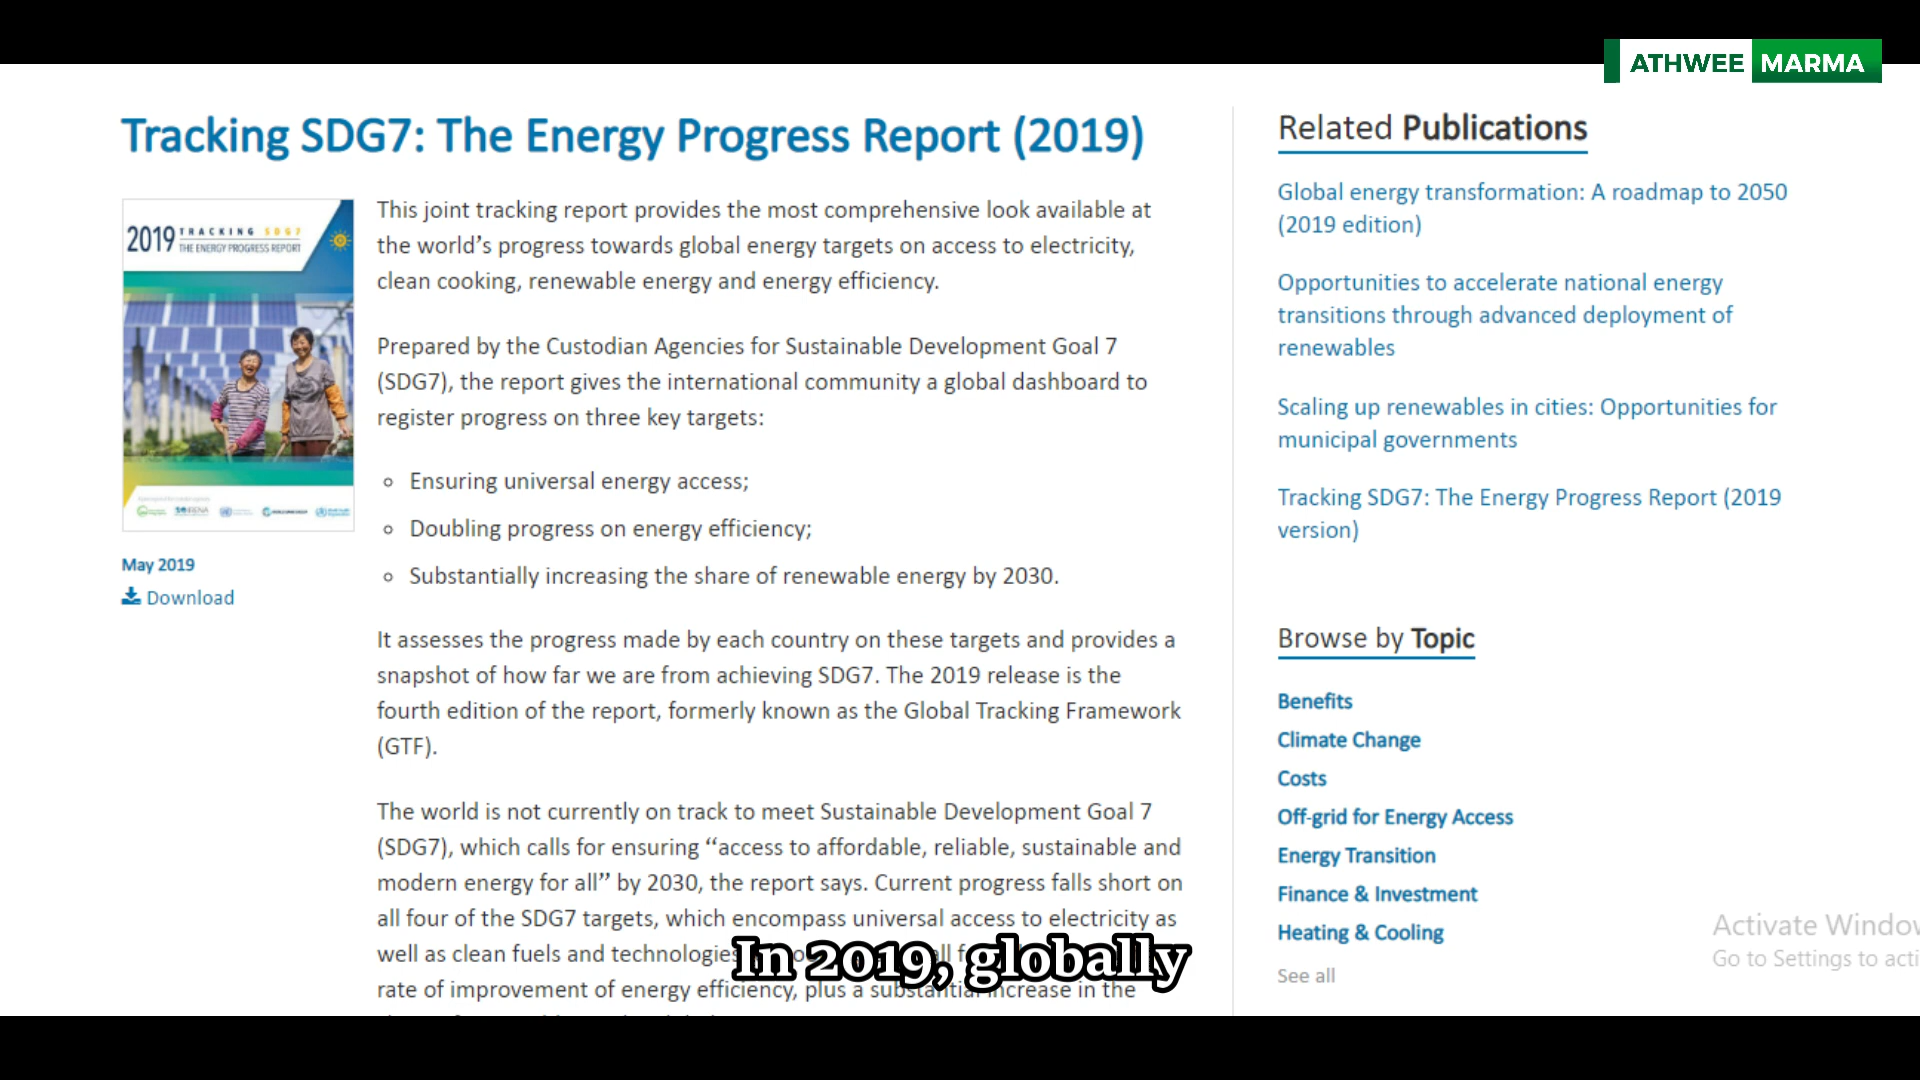 ATHWEE MARMA
Tracking SDG7: The Energy Progress Report (2019)
2019 TRACKING SDG7
THE ENERGY PROGRESS REPORT
May 2019
Download
This joint tracking report provides the most comprehensive look available at
the world’s progress towards global energy targets on access to electricity,
clean cooking, renewable energy and energy efficiency.
Prepared by the Custodian Agencies for Sustainable Development Goal 7
(SDG7), the report gives the international community a global dashboard to
register progress on three key targets:
Ensuring universal energy access;
Doubling progress on energy efficiency;
Substantially increasing the share of renewable energy by 2030.
It assesses the progress made by each country on these targets and provides a
snapshot of how far we are from achieving SDG7. The 2019 release is the
fourth edition of the report, formerly known as the Global Tracking Framework
(GTF).
The world is not currently on track to meet Sustainable Development Goal 7
(SDG7), which calls for ensuring “access to affordable, reliable, sustainable and
modern energy for all” by 2030, the report says. Current progress falls short on
all four of the SDG7 targets, which encompass universal access to electricity as
well as clean fuels and technologies
rate of improvement of energy efficiency, plus a substantial increase in the
In 2019, globally
Related Publications
Global energy transformation: A roadmap to 2050
(2019 edition)
Opportunities to accelerate national energy
transitions through advanced deployment of
renewables
Scaling up renewables in cities: Opportunities for
municipal governments
Tracking SDG7: The Energy Progress Report (2019
version)
Browse by Topic
Benefits
Climate Change
Costs
Off-grid for Energy Access
Energy Transition
Finance & Investment
Heating & Cooling
See all
Activate Window
Go to Settings to acti